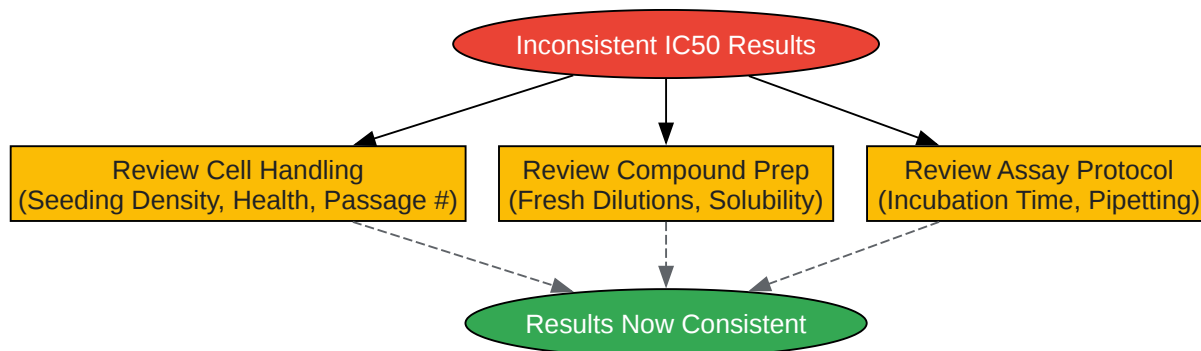 Inconsistent IC50 Results
Review Cell Handling
(Seeding Density, Health, Passage #)
Review Compound Prep
(Fresh Dilutions, Solubility)
Review Assay Protocol
(Incubation Time, Pipetting)
Results Now Consistent